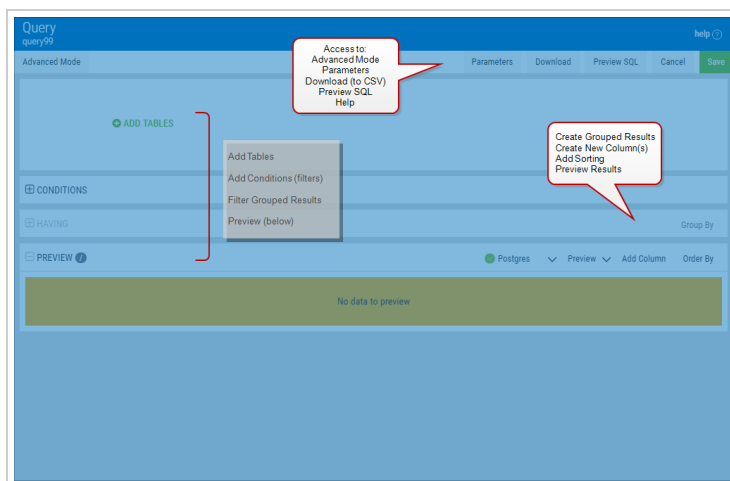 Query
query99
help ?
Advanced Mode
Parameters
Download
Preview SQL
Cancel
Save
Access to:
Advanced Mode
Parameters
Download (to CSV)
Preview SQL
Help
ADD TABLES
Add Tables
Add Conditions (filters)
Filter Grouped Results
Preview (below)
Create Grouped Results
Create New Column(s)
Add Sorting
Preview Results
CONDITIONS
HAVING
Group By
PREVIEW i
Postgres
Preview
Add Column
Order By
No data to preview